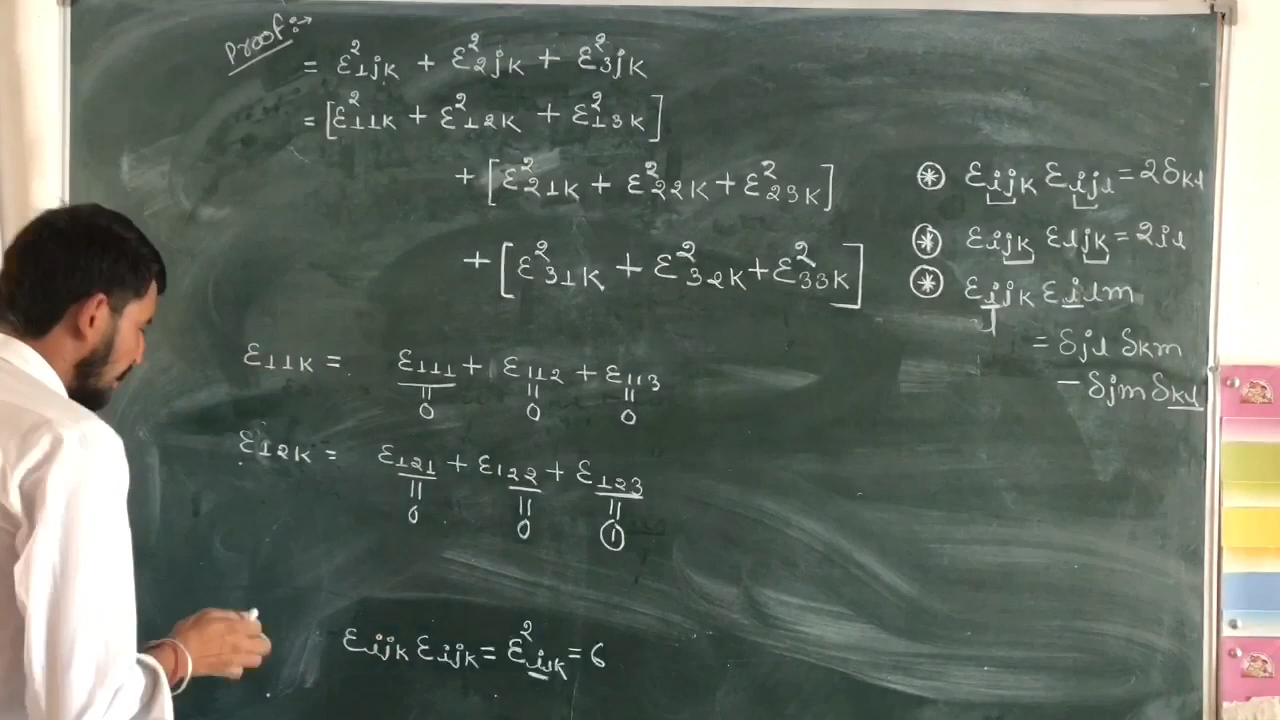 Proof:→
= ε²₁jk + ε²₂jk + ε²₃jk
= [ε²₁₁k + ε²₁₂k + ε²₁₃k]
+ [ε²₂₁k + ε²₂₂k + ε²₂₃k]
+ [ε²₃₁k + ε²₃₂k + ε²₃₃k]
ε₁₁k = ε₁₁₁ + ε₁₁₂ + ε₁₁₃
0 0 0
ε₁₂k = ε₁₂₁ + ε₁₂₂ + ε₁₂₃
0 0 1
εijk εijk = ε²ijk = 6
⊛ εijk εijl = 2δkl
⊛ εijk εljk = 2il
⊛ εijk εilm
= δjl δkm
− δjm δkl